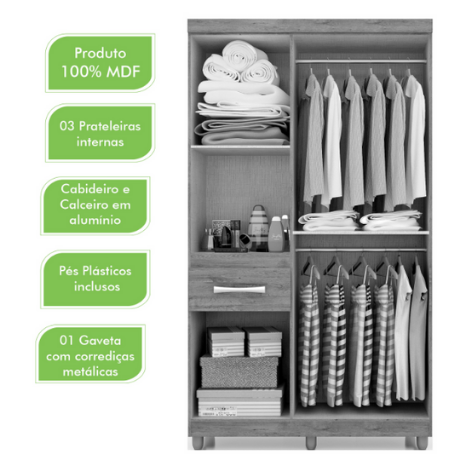 Produto
100% MDF
03 Prateleiras
internas
Cabideiro e
Calceiro em
alumínio
Pés Plásticos
inclusos
01 Gaveta
com corrediças
metálicas